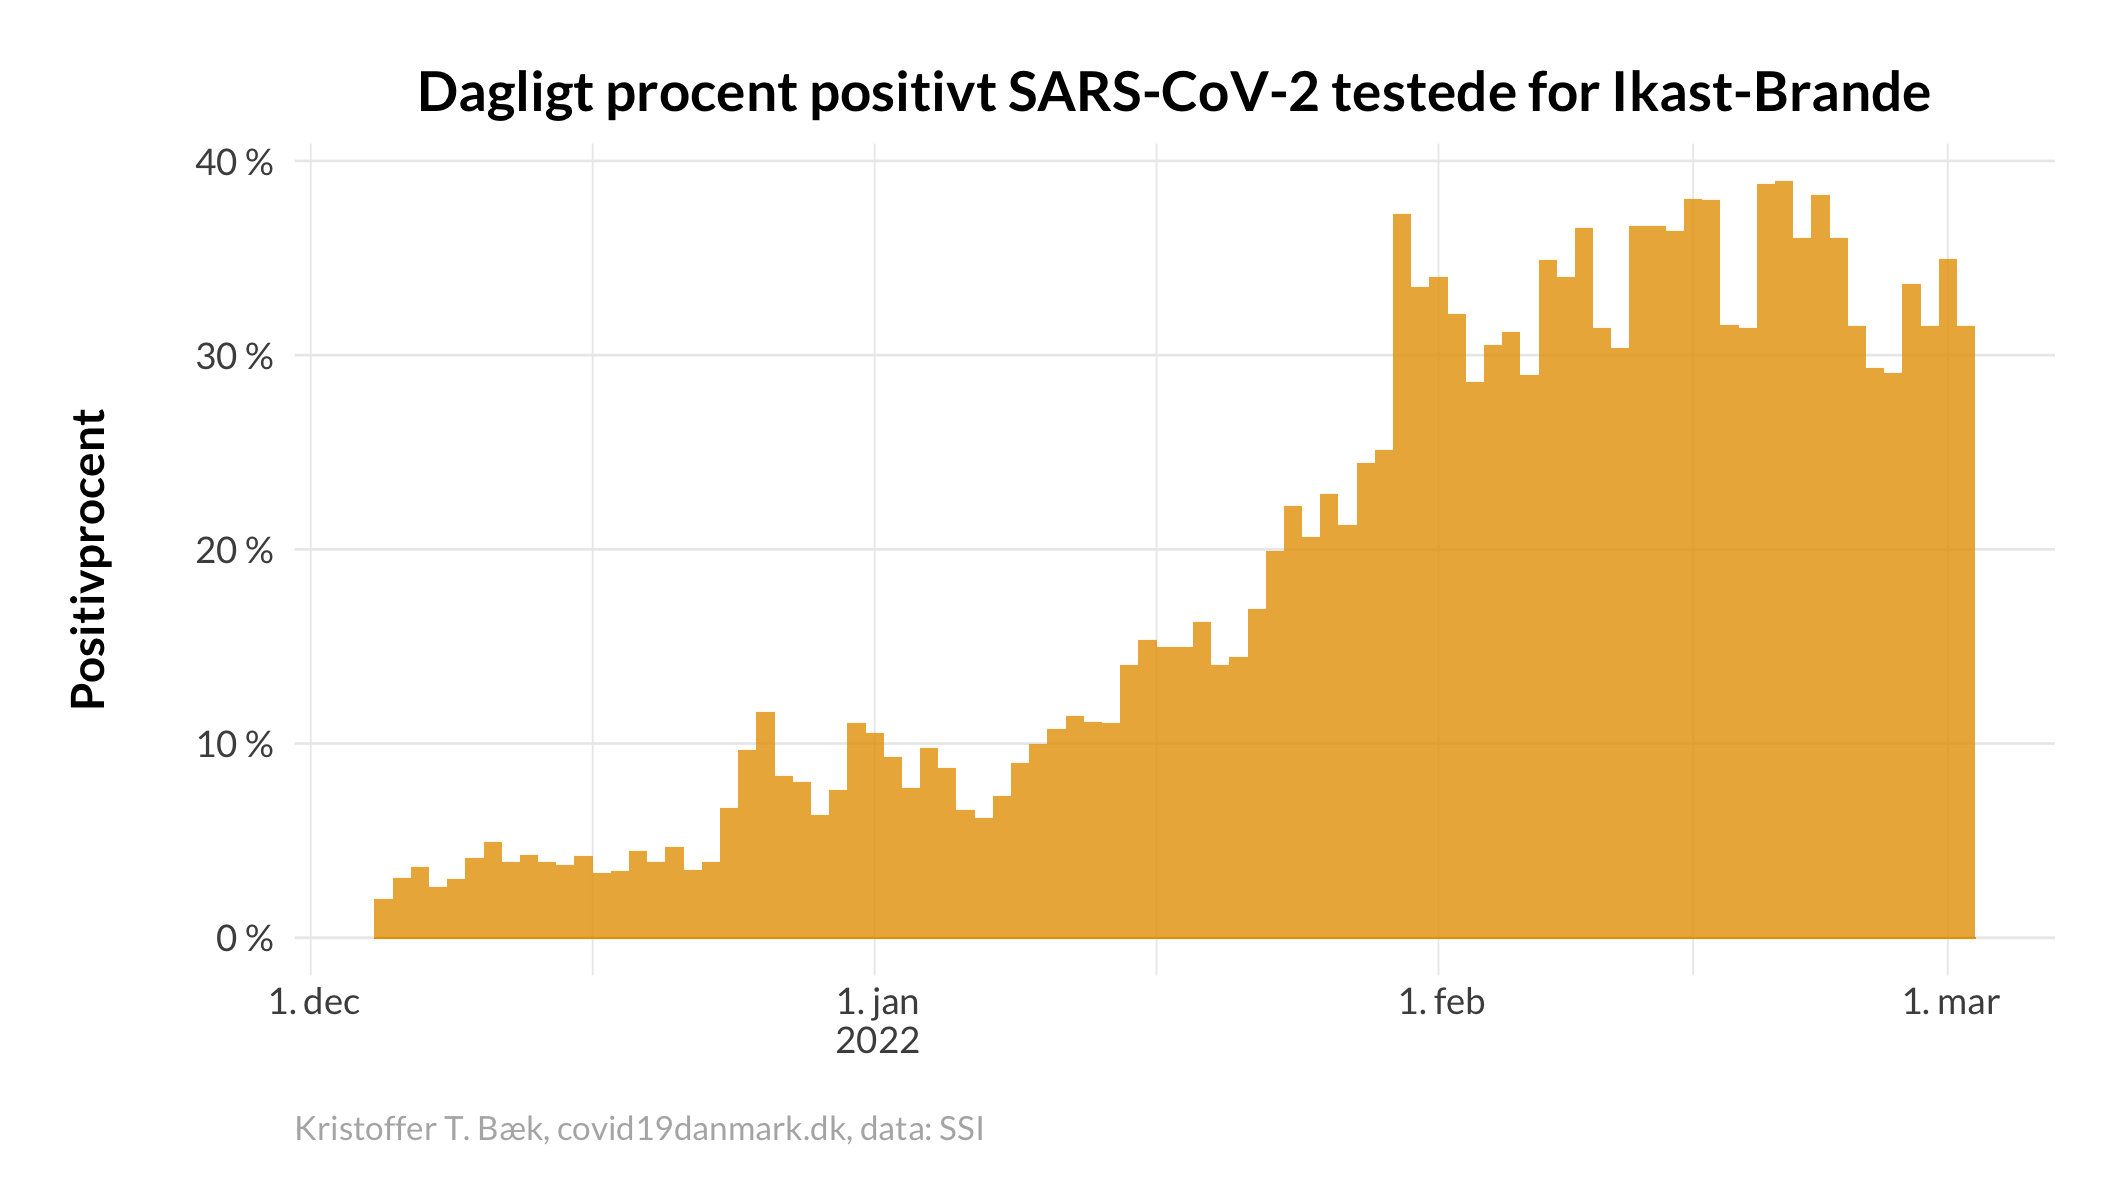 Dagligt procent positivt SARS-CoV-2 testede for Ikast-Brande
Positivprocent
40 %
30 %
20 %
10 %
0 %
1. dec
1. jan
2022
1. feb
1. mar
Kristoffer T. Bæk, covid19danmark.dk, data: SSI